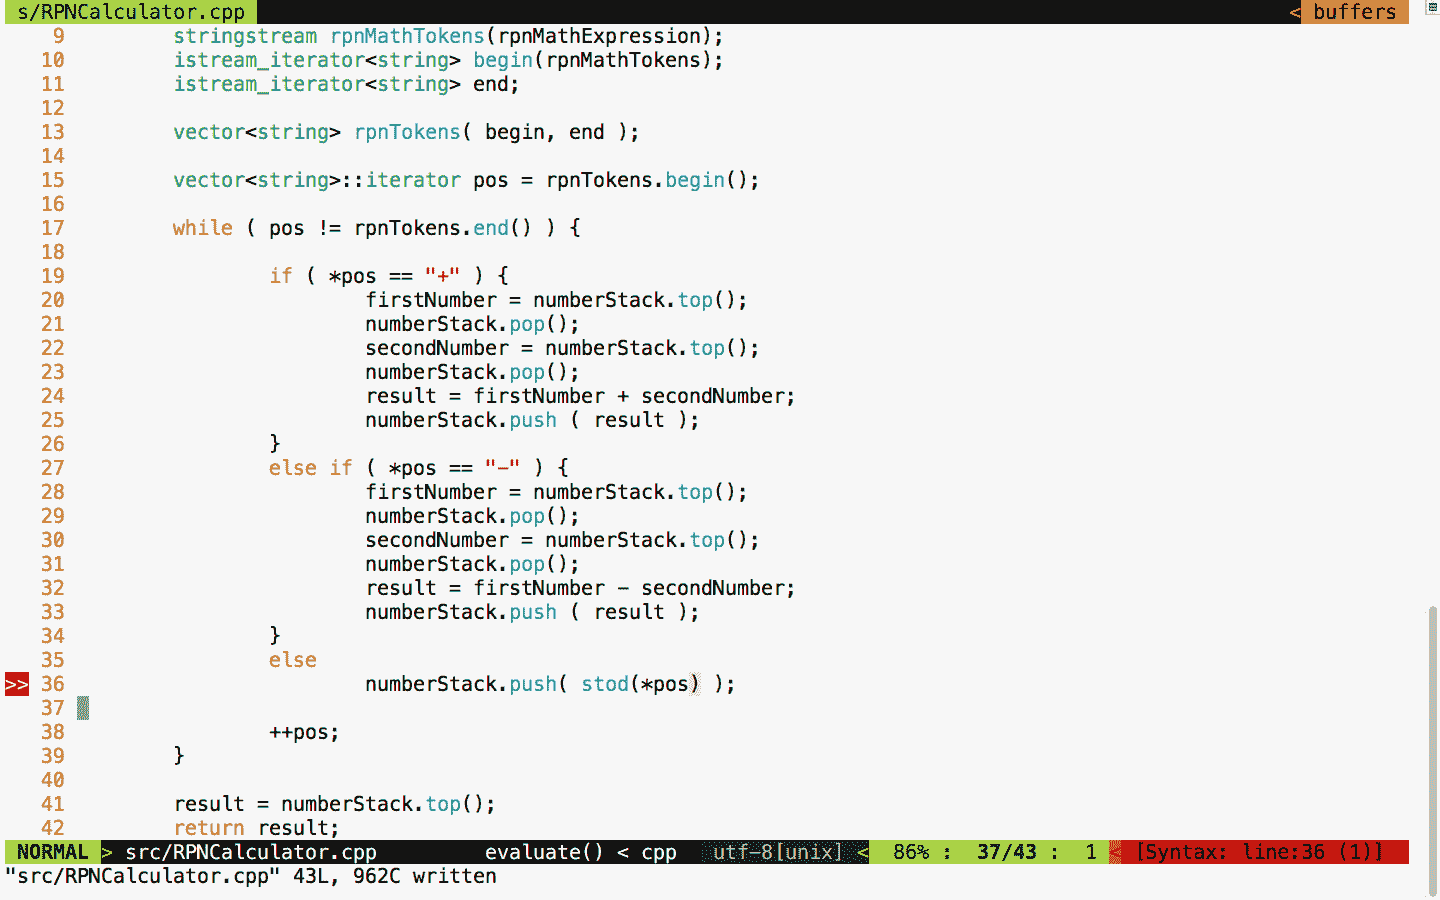 s/RPNCalculator.cpp < buffers
9 stringstream rpnMathTokens(rpnMathExpression);
10 istream_iterator<string> begin(rpnMathTokens);
11 istream_iterator<string> end;
12
13 vector<string> rpnTokens( begin, end );
14
15 vector<string>::iterator pos = rpnTokens.begin();
16
17 while ( pos != rpnTokens.end() ) {
18
19 if ( *pos == "+" ) {
20 firstNumber = numberStack.top();
21 numberStack.pop();
22 secondNumber = numberStack.top();
23 numberStack.pop();
24 result = firstNumber + secondNumber;
25 numberStack.push ( result );
26 }
27 else if ( *pos == "-" ) {
28 firstNumber = numberStack.top();
29 numberStack.pop();
30 secondNumber = numberStack.top();
31 numberStack.pop();
32 result = firstNumber - secondNumber;
33 numberStack.push ( result );
34 }
35 else
>> 36 numberStack.push( stod(*pos) );
37
38 ++pos;
39 }
40
41 result = numberStack.top();
42 return result;
NORMAL > src/RPNCalculator.cpp evaluate() < cpp utf-8[unix] < 86% : 37/43 : 1 < [Syntax: line:36 (1)]
"src/RPNCalculator.cpp" 43L, 962C written